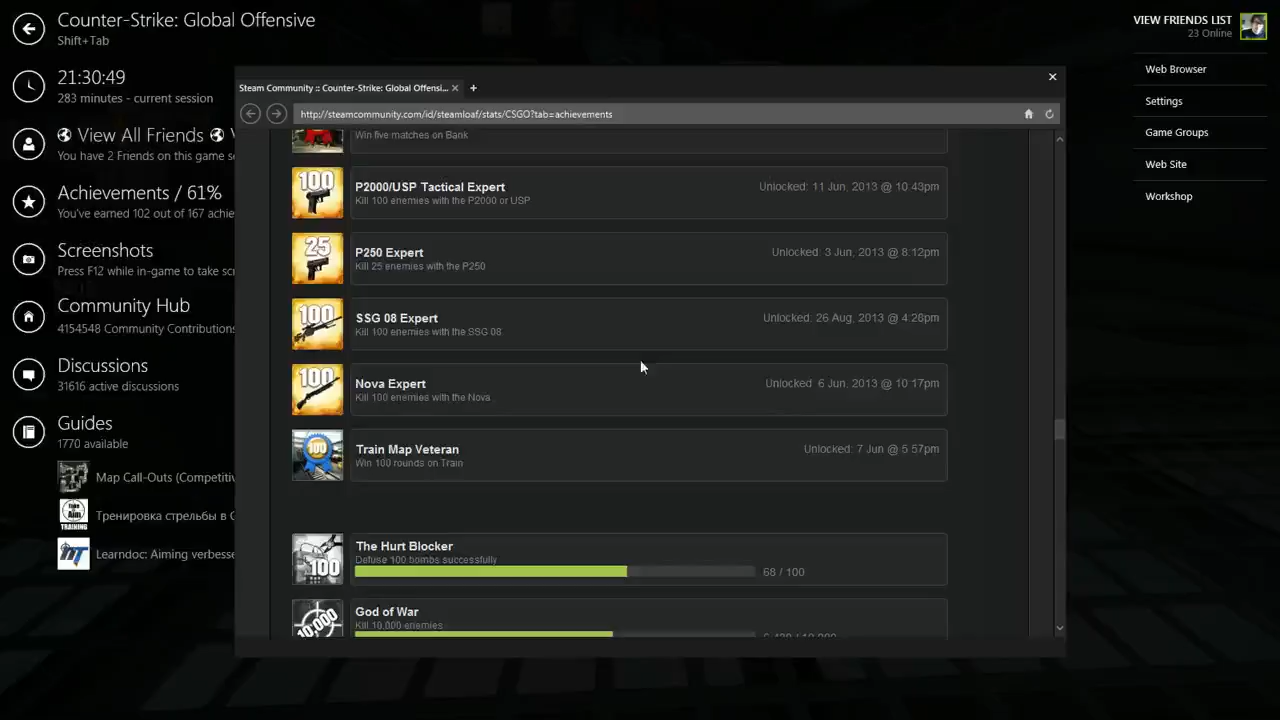 Counter-Strike: Global Offensive
Shift+Tab
21:30:49
283 minutes - current session
View All Friends
You have 2 Friends on this game
Achievements / 61%
You've earned 102 out of 167
Screenshots
Press F12 while in-game to take
Community Hub
4154548 Community Contributions
Discussions
31616 active discussions
Guides
1770 available
Map Call-Outs (Competitiv
Тренировка стрельбы в
Learndoc: Aiming verbesse
Steam Community :: Counter-Strike: Global Offensi...
http://steamcommunity.com/id/steamloaf/stats/CSGO?tab=achievements
Win five matches on Bank
100
P2000/USP Tactical Expert
Unlocked: 11 Jun, 2013 @ 10:43pm
Kill 100 enemies with the P2000 or USP
25
P250 Expert
Unlocked: 3 Jun, 2013 @ 8:12pm
Kill 25 enemies with the P250
100
SSG 08 Expert
Unlocked: 26 Aug, 2013 @ 4:28pm
Kill 100 enemies with the SSG 08
100
Nova Expert
Unlocked: 6 Jun, 2013 @ 10:17pm
Kill 100 enemies with the Nova
100
Train Map Veteran
Unlocked: 7 Jun @ 5:57pm
Win 100 rounds on Train
100
The Hurt Blocker
Defuse 100 bombs successfully
68 / 100
10,000
God of War
Kill 10,000 enemies
VIEW FRIENDS LIST
23 Online
Web Browser
Settings
Game Groups
Web Site
Workshop